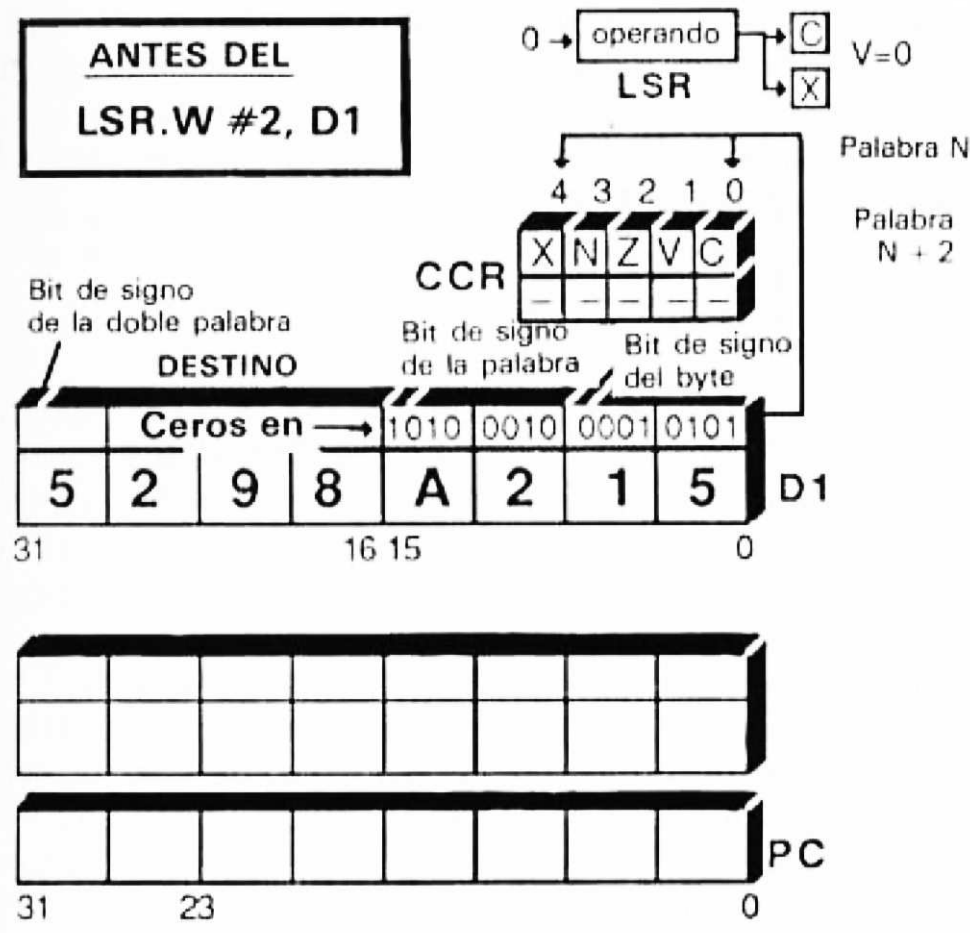 ANTES DEL
LSR.W #2, D1
0 operando C V=0
LSR X
Palabra N
4 3 2 1 0
Palabra
N + 2
X N Z V C
CCR
– – – – –
Bit de signo
de la doble palabra
Bit de signo
de la palabra
Bit de signo
del byte
DESTINO
Ceros en 1010 0010 0001 0101
5 2 9 8 A 2 1 5 D1
31 16 15 0
PC
31 23 0